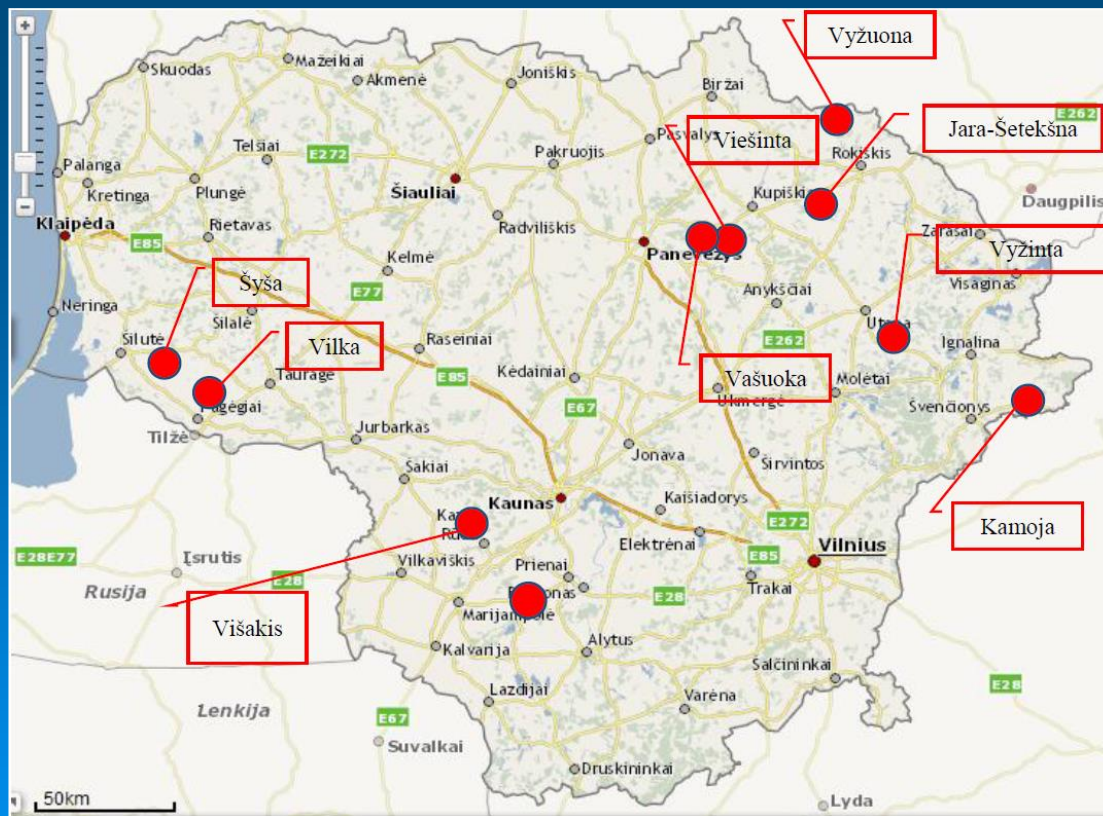 Vyžuona
Mažeikiai
Skuodas
Akmenė
Joniškis
Biržai
E262
Jara-Šetekšna
Viešinta
Pasvalys
Telšiai
E272
Pakruojis
Rokiškis
Palanga
Plungė
Šiauliai
Kupiškis
Daugpilis
Kretinga
Klaipėda
Rietavas
Radviliškis
Zarasai
E85
Panevėžys
Vyžinta
Kelmė
Visaginas
Šyša
E77
Anykščiai
Neringa
Šilalė
Utena
Vilka
E262
Šilutė
Raseiniai
Ignalina
Vašuoka
Tauragė
E85
Kėdainiai
Molėtai
Ukmergė
E67
Pagėgiai
Švenčionys
Tilžė
Jurbarkas
Jonava
Širvintos
Šakiai
Kaunas
Kaišiadorys
E272
Kamoja
Elektrėnai
Vilnius
E28E77
Įsrutis
Vilkaviškis
E85
Prienai
E28
Rusija
E28
Trakai
Višakis
Marijampolė
Kalvarija
Alytus
Šalčininkai
Lazdijai
Varėna
E28
Lenkija
E67
Suvalkai
Druskininkai
50km
Lyda